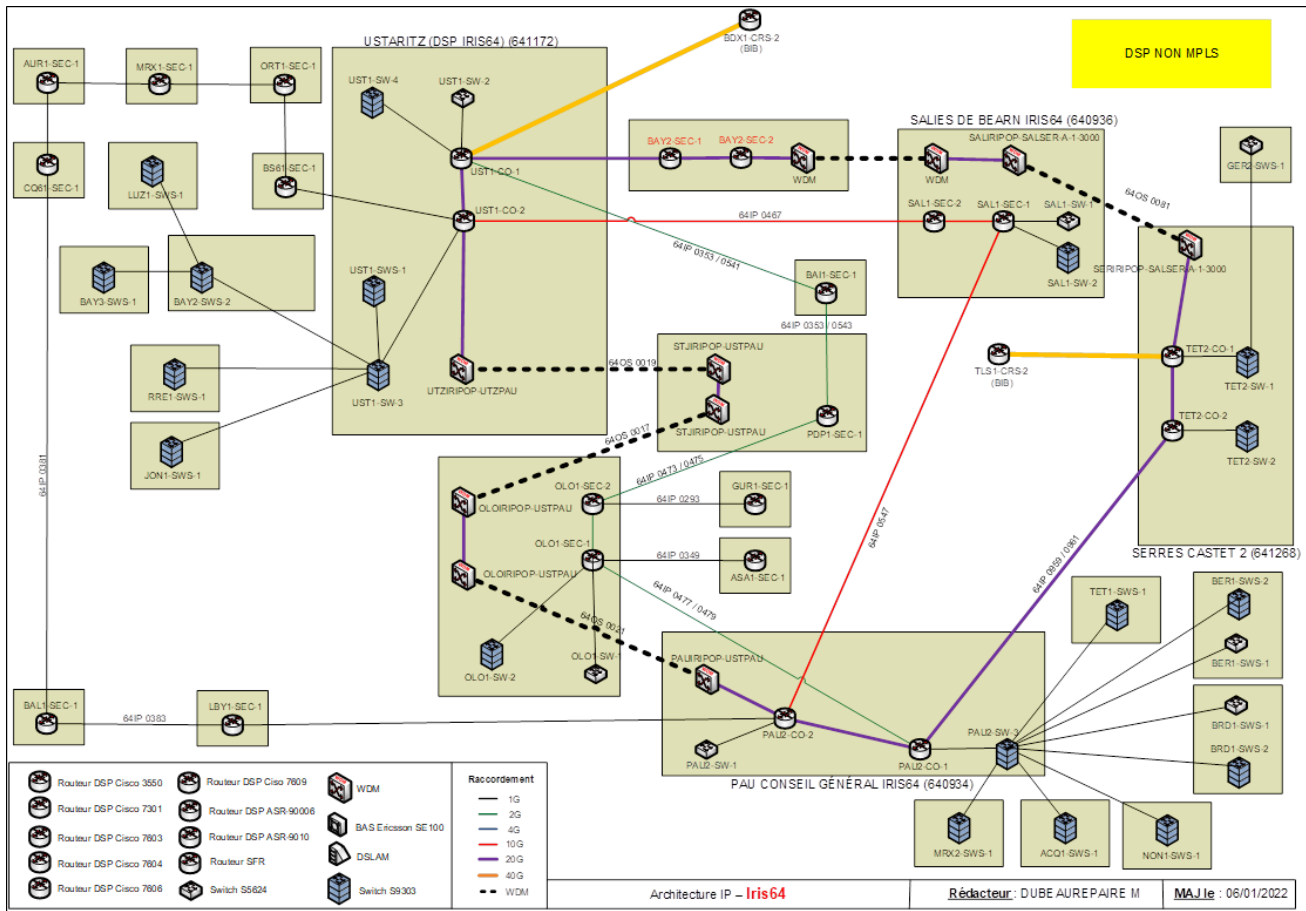 USTARITZ (DSP IRIS64) (641172)
BDX1-CRS-2
(BIB)
DSP NON MPLS
AUR1-SEC-1
MRX1-SEC-1
ORT1-SEC-1
UST1-SW-4
UST1-SW-2
SALIES DE BEARN IRIS64 (640936)
BAY2-SEC-1
BAY2-SEC-2
SALIRIPOP-SALSER-A-1-3000
GER2-SWS-1
CQ61-SEC-1
LUZ1-SWS-1
BS61-SEC-1
UST1-CO-1
WDM
WDM
64OS 0081
UST1-CO-2
64IP 0467
SAL1-SEC-2
SAL1-SEC-1
SAL1-SW-1
64IP 0353 / 0541
UST1-SWS-1
BAI1-SEC-1
SAL1-SW-2
SERIRIPOP-SALSER-A-1-3000
BAY3-SWS-1
BAY2-SWS-2
64IP 0353 / 0543
STJIRIPOP-USTPAU
64OS 0019
TLS1-CRS-2
(BIB)
TET2-CO-1
UTZIRIPOP-UTZPAU
TET2-SW-1
RRE1-SWS-1
UST1-SW-3
STJIRIPOP-USTPAU
PDP1-SEC-1
TET2-CO-2
64OS 0017
TET2-SW-2
JON1-SWS-1
64IP 0381
64IP 0473 / 0475
OLO1-SEC-2
64IP 0293
GUR1-SEC-1
OLOIRIPOP-USTPAU
64IP 0547
OLO1-SEC-1
64IP 0349
SERRES CASTET 2 (641268)
OLOIRIPOP-USTPAU
ASA1-SEC-1
64IP 0959 / 0961
64IP 0477 / 0479
TET1-SWS-1
BER1-SWS-2
64OS 0021
OLO1-SW-2
OLO1-SW-1
PAUIRIPOP-USTPAU
BER1-SWS-1
BAL1-SEC-1
64IP 0383
LBY1-SEC-1
PAU2-CO-2
PAU2-SW-3
BRD1-SWS-1
BRD1-SWS-2
PAU2-SW-1
PAU2-CO-1
PAU CONSEIL GÉNÉRAL IRIS64 (640934)
MRX2-SWS-1
ACQ1-SWS-1
NON1-SWS-1
Routeur DSP Cisco 3550
Routeur DSP Cisco 7301
Routeur DSP Cisco 7603
Routeur DSP Cisco 7604
Routeur DSP Cisco 7606
Routeur DSP Ciso 7609
Routeur DSP ASR-90006
Routeur DSP ASR-9010
Routeur SFR
Switch S5624
WDM
BAS Ericsson SE100
DSLAM
Switch S9303
Raccordement
1G
2G
4G
10G
20G
40G
WDM
Architecture IP – Iris64
Rédacteur : DUBEAUREPAIRE M
MAJ le : 06/01/2022